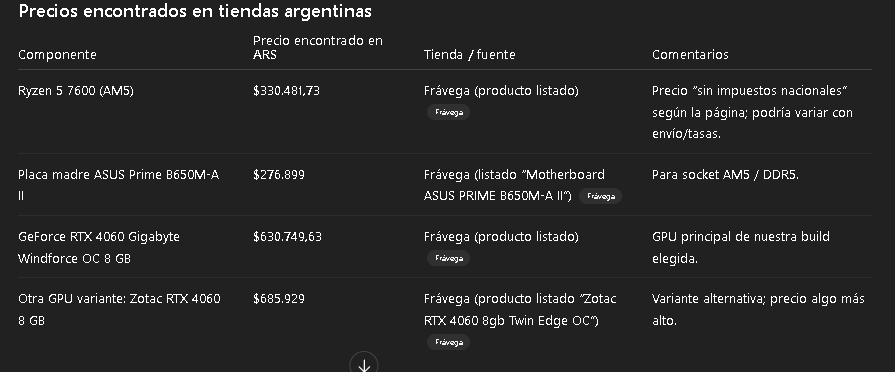 Precios encontrados en tiendas argentinas
Componente
Precio encontrado en
ARS
Tienda / fuente
Comentarios
Ryzen 5 7600 (AM5)
$330.481,73
Frávega (producto listado)
Frávega
Precio “sin impuestos nacionales”
según la página; podría variar con
envío/tasas.
Placa madre ASUS Prime B650M-A
II
$276.899
Frávega (listado “Motherboard
ASUS PRIME B650M-A II”) Frávega
Para socket AM5 / DDR5.
GeForce RTX 4060 Gigabyte
Windforce OC 8 GB
$630.749,63
Frávega (producto listado)
Frávega
GPU principal de nuestra build
elegida.
Otra GPU variante: Zotac RTX 4060
8 GB
$685.929
Frávega (producto listado “Zotac
RTX 4060 8gb Twin Edge OC”)
Frávega
Variante alternativa; precio algo más
alto.